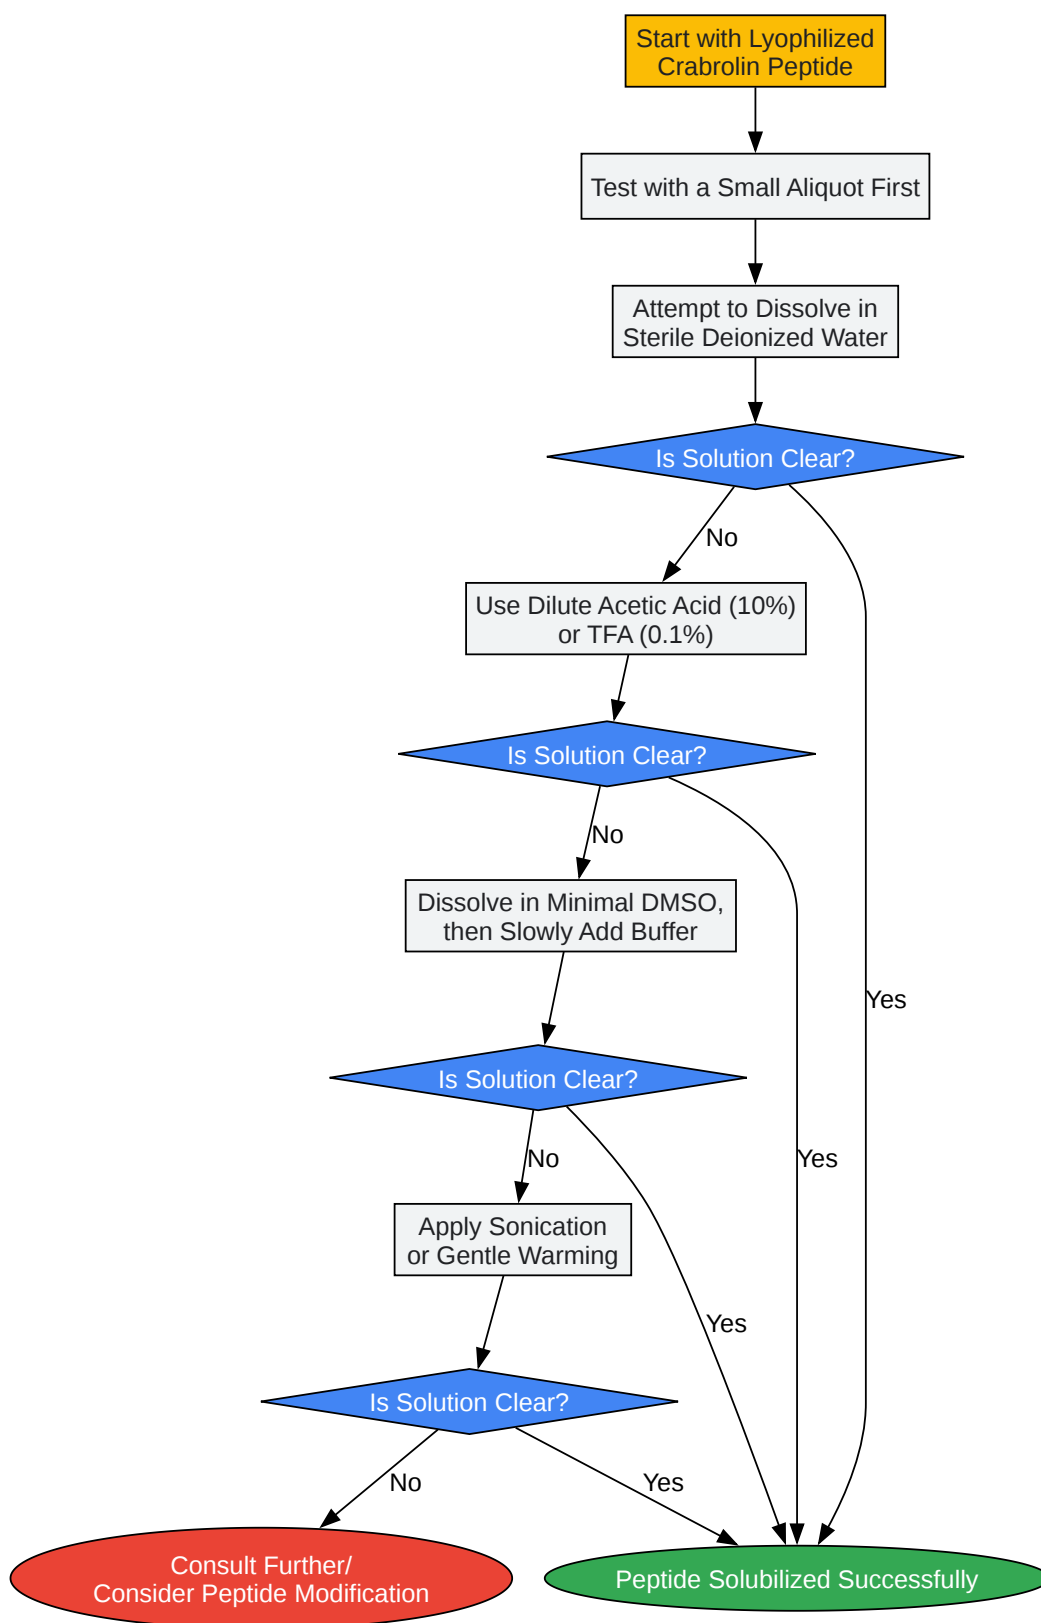 Start with Lyophilized
Crabrolin Peptide
Test with a Small Aliquot First
Attempt to Dissolve in
Sterile Deionized Water
Is Solution Clear?
No
Use Dilute Acetic Acid (10%)
or TFA (0.1%)
Is Solution Clear?
No
Dissolve in Minimal DMSO,
then Slowly Add Buffer
Yes
Is Solution Clear?
No
Yes
Apply Sonication
or Gentle Warming
Yes
Is Solution Clear?
No
Yes
Consult Further/
Consider Peptide Modification
Peptide Solubilized Successfully